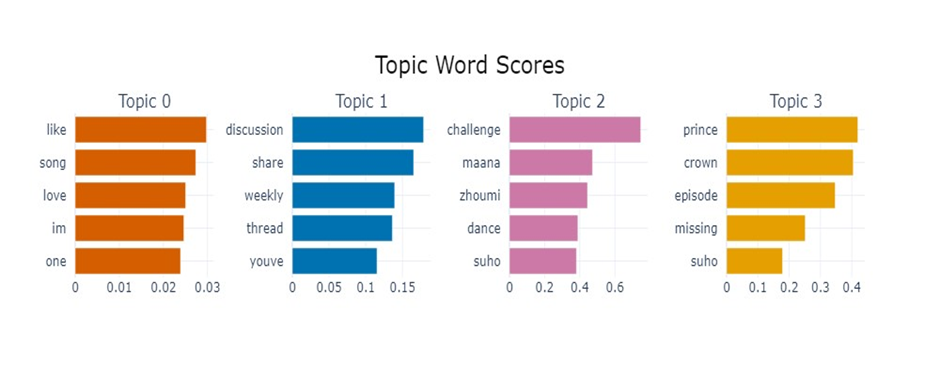 Topic Word Scores
Topic 0
like
song
love
im
one
0 0.01 0.02 0.03
Topic 1
discussion
share
weekly
thread
youve
0 0.05 0.1 0.15
Topic 2
challenge
maana
zhoumi
dance
suho
0 0.2 0.4 0.6
Topic 3
prince
crown
episode
missing
suho
0 0.1 0.2 0.3 0.4